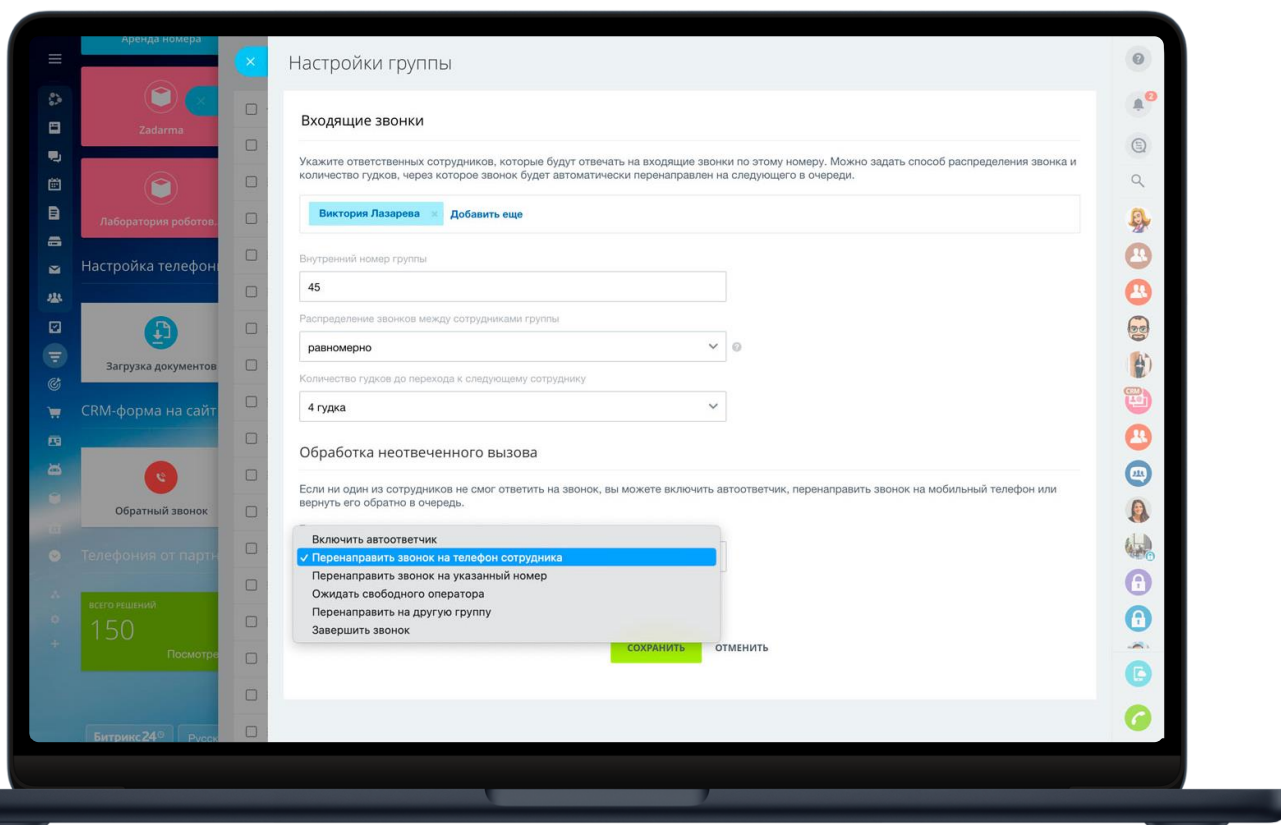 Аренда номера
Zadarma
Лаборатория роботов..
Настройка телефон
Загрузка документов
CRM-форма на сайт
Обратный звонок
Телефония от партн
ВСЕГО РЕШЕНИЙ
150
Посмотре
Битрикс24
Русск
Настройки группы
Входящие звонки
Укажите ответственных сотрудников, которые будут отвечать на входящие звонки по этому номеру. Можно задать способ распределения звонка и
количество гудков, через которое звонок будет автоматически перенаправлен на следующего в очереди.
Виктория Лазарева × Добавить еще
Внутренний номер группы
45
Распределение звонков между сотрудниками группы
равномерно
Количество гудков до перехода к следующему сотруднику
4 гудка
Обработка неотвеченного вызова
Если ни один из сотрудников не смог ответить на звонок, вы можете включить автоответчик, перенаправить звонок на мобильный телефон или
вернуть его обратно в очередь.
Включить автоответчик
✓ Перенаправить звонок на телефон сотрудника
Перенаправить звонок на указанный номер
Ожидать свободного оператора
Перенаправить на другую группу
Завершить звонок
СОХРАНИТЬ ОТМЕНИТЬ
2
CRM